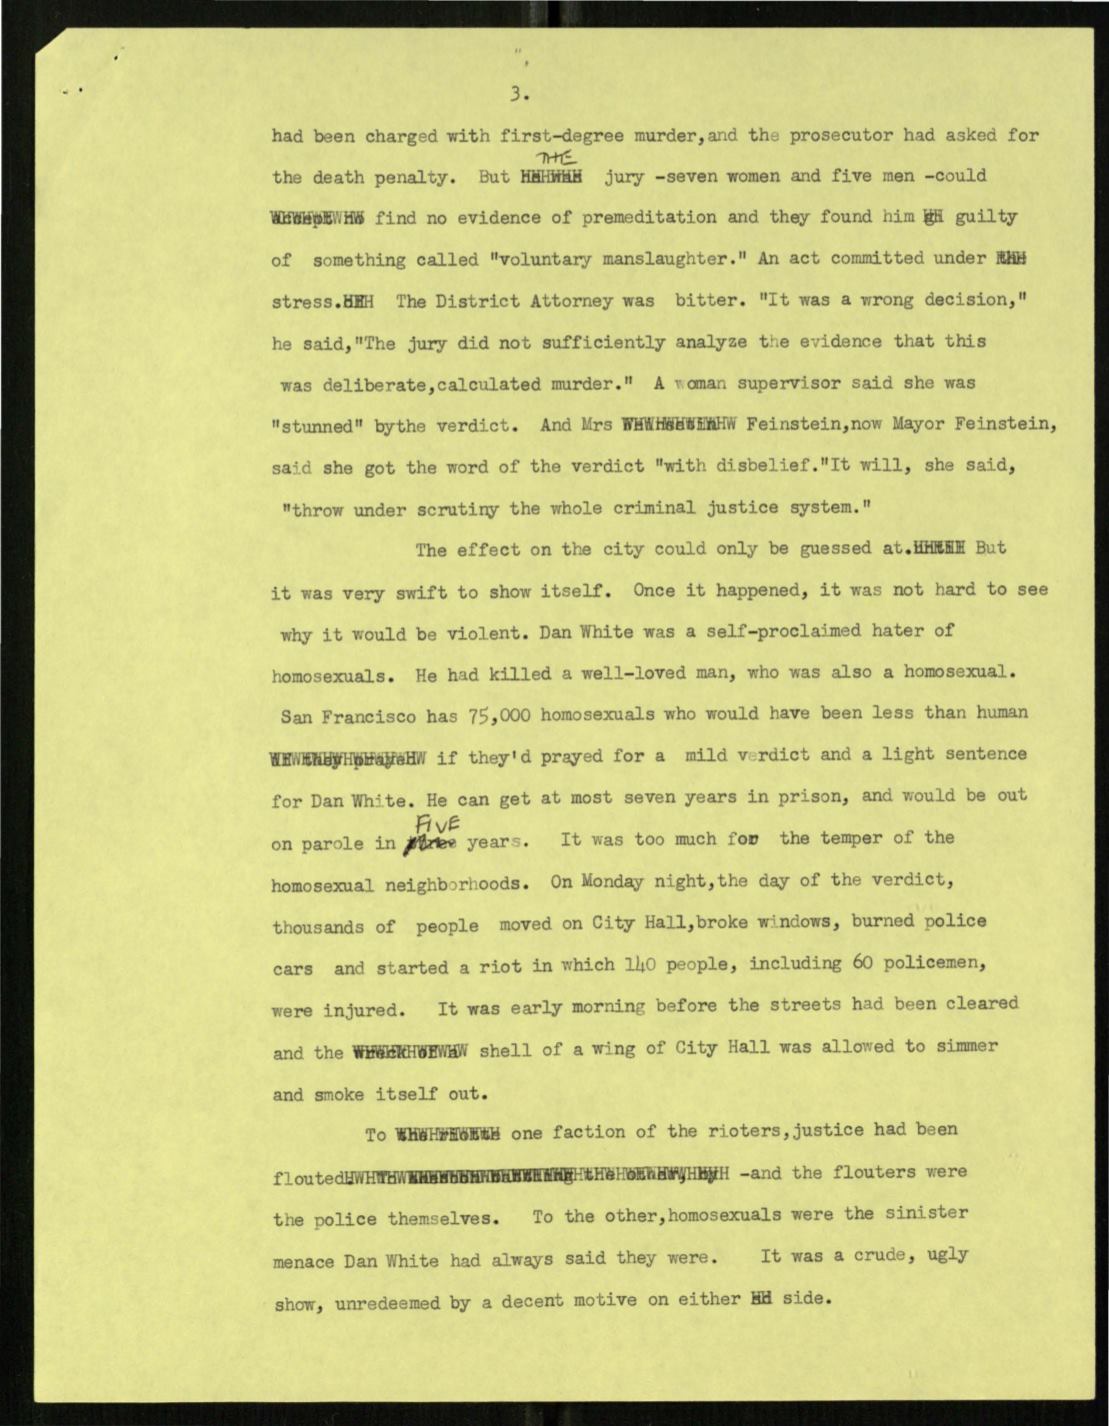 3.
had been charged with first-degree murder,and the prosecutor had asked for
THE
the death penalty. But jury -seven women and five men -could
find no evidence of premeditation and they found him guilty
of something called "voluntary manslaughter." An act committed under
stress. The District Attorney was bitter. "It was a wrong decision,"
he said,"The jury did not sufficiently analyze the evidence that this
was deliberate,calculated murder." A woman supervisor said she was
"stunned" bythe verdict. And Mrs Feinstein,now Mayor Feinstein,
said she got the word of the verdict "with disbelief."It will, she said,
"throw under scrutiny the whole criminal justice system."
The effect on the city could only be guessed at. But
it was very swift to show itself. Once it happened, it was not hard to see
why it would be violent. Dan White was a self-proclaimed hater of
homosexuals. He had killed a well-loved man, who was also a homosexual.
San Francisco has 75,000 homosexuals who would have been less than human
if they'd prayed for a mild verdict and a light sentence
for Dan White. He can get at most seven years in prison, and would be out
FIVE
on parole in years. It was too much for the temper of the
homosexual neighborhoods. On Monday night,the day of the verdict,
thousands of people moved on City Hall,broke windows, burned police
cars and started a riot in which 140 people, including 60 policemen,
were injured. It was early morning before the streets had been cleared
and the shell of a wing of City Hall was allowed to simmer
and smoke itself out.
To one faction of the rioters,justice had been
flouted -and the flouters were
the police themselves. To the other,homosexuals were the sinister
menace Dan White had always said they were. It was a crude, ugly
show, unredeemed by a decent motive on either side.